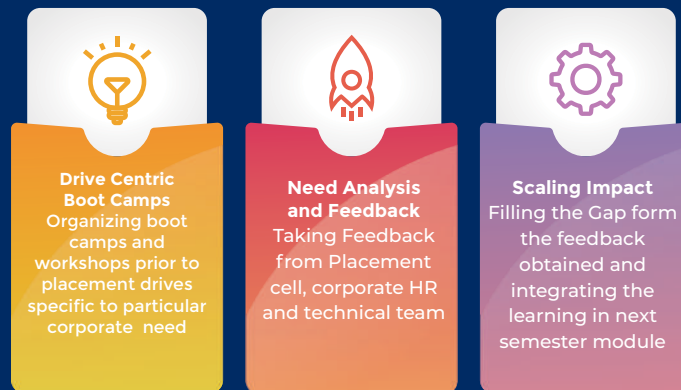 Drive Centric
Boot Camps
Organizing boot
camps and
workshops prior to
placement drives
specific to particular
corporate need
Need Analysis
and Feedback
Taking Feedback
from Placement
cell, corporate HR
and technical team
Scaling Impact
Filling the Gap form
the feedback
obtained and
integrating the
learning in next
semester module